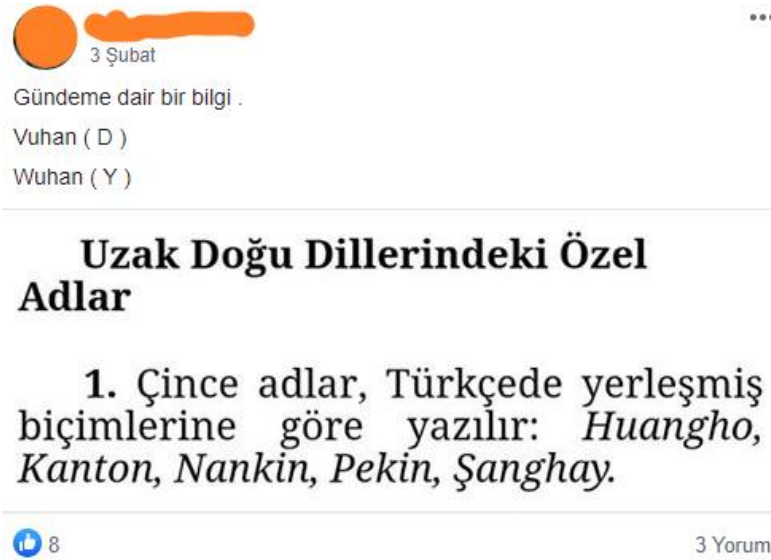 3 Şubat
Gündeme dair bir bilgi .
Vuhan ( D )
Wuhan ( Y )
Uzak Doğu Dillerindeki Özel
Adlar
1. Çince adlar, Türkçede yerleşmiş
biçimlerine göre yazılır: Huangho,
Kanton, Nankin, Pekin, Şanghay.
8
3 Yorum